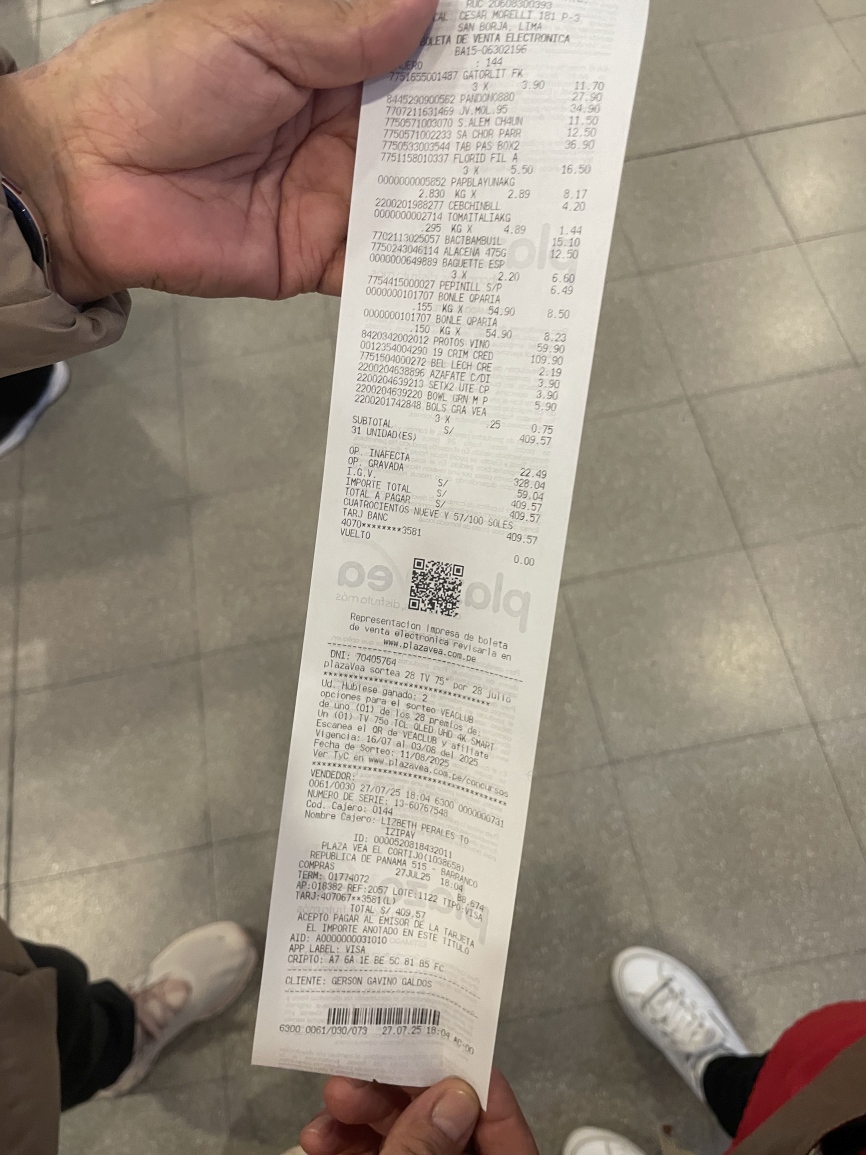 RUC 20608300393
CAL. CESAR MORELLI 181 P-3
SAN BORJA, LIMA
BOLETA DE VENTA ELECTRONICA
BA15-06302196
CAJERO : 144
7751655001487 GATORLIT FK
3 X 3.90 11.70
8445290900562 PANDONO880 27.90
7707211631469 JV.MOL.95 34.90
7750571003070 S.ALEM CH4UN 11.50
7750571002233 SA CHOR PARR 12.50
7750533003544 TAB PAS BOX2 36.90
7751158010337 FLORID FIL A
3 X 5.50 16.50
0000000005852 PAPBLAYUNAKG
2.830 KG X 2.89 8.17
2200201988277 CEBCHINBLL 4.20
0000000002714 TOMAITALIAKG
.295 KG X 4.89 1.44
7702113025057 BACTBAMBU1L 15.10
7750243046114 ALACENA 475G 12.50
0000000649889 BAGUETTE ESP
3 X 2.20 6.60
7754415000027 PEPINILL S/P 6.49
0000000101707 BONLE QPARIA
.155 KG X 54.90 8.50
0000000101707 BONLE QPARIA
.150 KG X 54.90 8.23
8420342002012 PROTOS VINO 59.90
0012354004290 19 CRIM CRED 109.90
7751504000272 BEL LECH CRE 2.19
2200204638896 AZAFATE C/DI 3.90
2200204639213 SETX2 UTE CP 3.90
2200204639220 BOWL GRN M P 5.90
2200201742848 BOLS GRA VEA
3 X .25 0.75
SUBTOTAL S/ 409.57
31 UNIDAD(ES)
OP. INAFECTA 22.49
OP. GRAVADA S/ 328.04
I.G.V. S/ 59.04
IMPORTE TOTAL S/ 409.57
TOTAL A PAGAR S/ 409.57
CUATROCIENTOS NUEVE Y 57/100 SOLES
TARJ BANC 409.57
4070********3581
VUELTO 0.00
Representacion impresa de boleta
de venta electronica revisarla en
www.plazavea.com.pe
DNI: 70405764
plazaVea sortea 28 TV 75" por 28 julio
Ud. Hubiese ganado: 2
opciones para el sorteo VEACLUB
de uno (01) de los 28 premios de:
Un (01) TV 75o TCL QLED UHD 4K SMART
Escanea el QR de VEACLUB y afiliate
Vigencia: 16/07 al 03/08 del 2025
Fecha de Sorteo: 11/08/2025
Ver TyC en www.plazavea.com.pe/concursos
VENDEDOR:
0061/0030 27/07/25 18:04 6300 0000000731
NUMERO DE SERIE: 13-60767548
Cod. Cajero: 0144
Nombre Cajero: LIZBETH PERALES TO
IZIPAY
ID: 0000520818432011
PLAZA VEA EL CORTIJO(1038658)
REPUBLICA DE PANAMA 515 - BARRANCO
COMPRAS 27JUL25 18:04
TERM: 01774072 B8.674
AP:018382 REF:2057 LOTE:1122 TIPO:VISA
TARJ:407067**3581(L)
TOTAL S/ 409.57
ACEPTO PAGAR AL EMISOR DE LA TARJETA
EL IMPORTE ANOTADO EN ESTE TITULO
AID: A0000000031010
APP LABEL: VISA
CRIPTO: A7 6A 1E BE 5C 81 B5 FC
CLIENTE: GERSON GAVINO GALDOS
6300 0061/030/073 27.07.25 18:04 AC-00